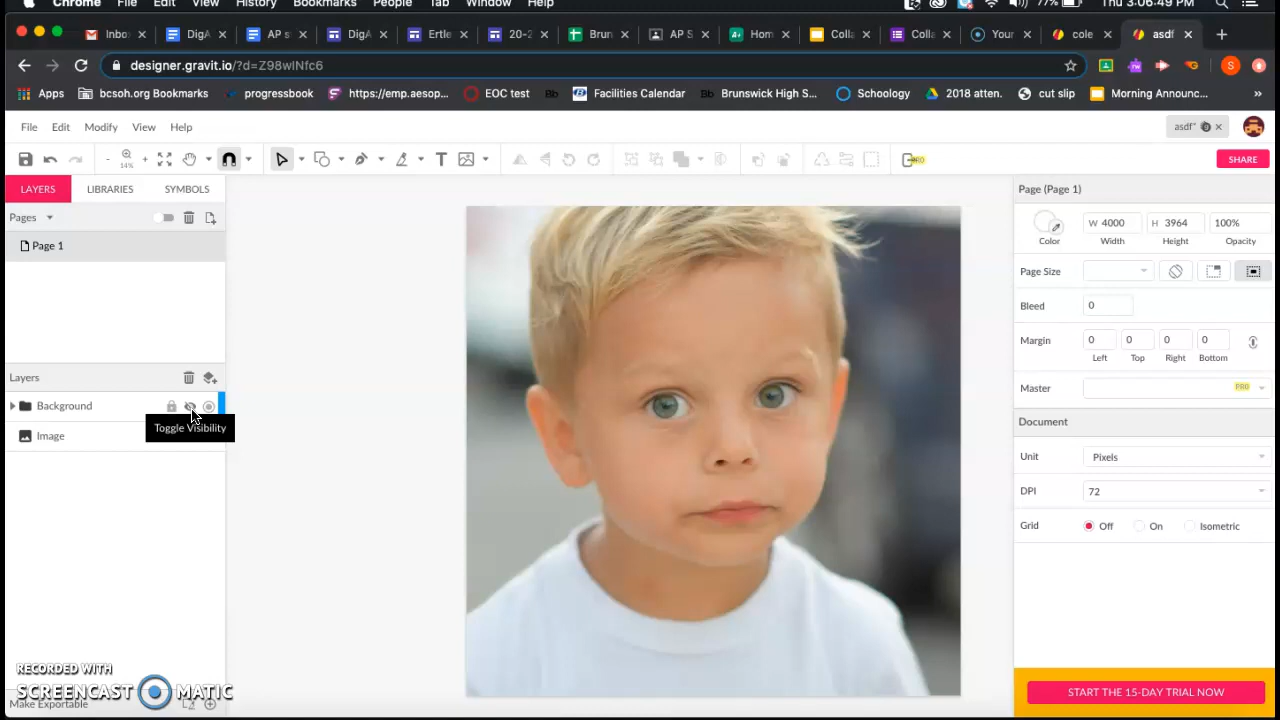 Chrome File Edit View History Bookmarks People Tab Window Help 77% Thu 3:06:49 PM
Inbo DigA AP s DigA Ertle 20-2 Brun AP S Hom Colla Colla Your cole asdf
designer.gravit.io/?d=Z98wINfc6
Apps bcsoh.org Bookmarks progressbook https://emp.aesop... EOC test Bb Facilities Calendar Bb Brunswick High S... Schoology 2018 atten. cut slip Morning Announc... »
File Edit Modify View Help asdf*
- 14% + T PRO SHARE
LAYERS LIBRARIES SYMBOLS Page (Page 1)
Pages
Page 1
W 4000 H 3964 100%
Color Width Height Opacity
Page Size
Bleed 0
Margin 0 0 0 0
Left Top Right Bottom
Layers
Master PRO
Background
Toggle Visibility
Image
Document
Unit Pixels
DPI 72
Grid Off On Isometric
RECORDED WITH
SCREENCAST MATIC
Make Exportable
START THE 15-DAY TRIAL NOW